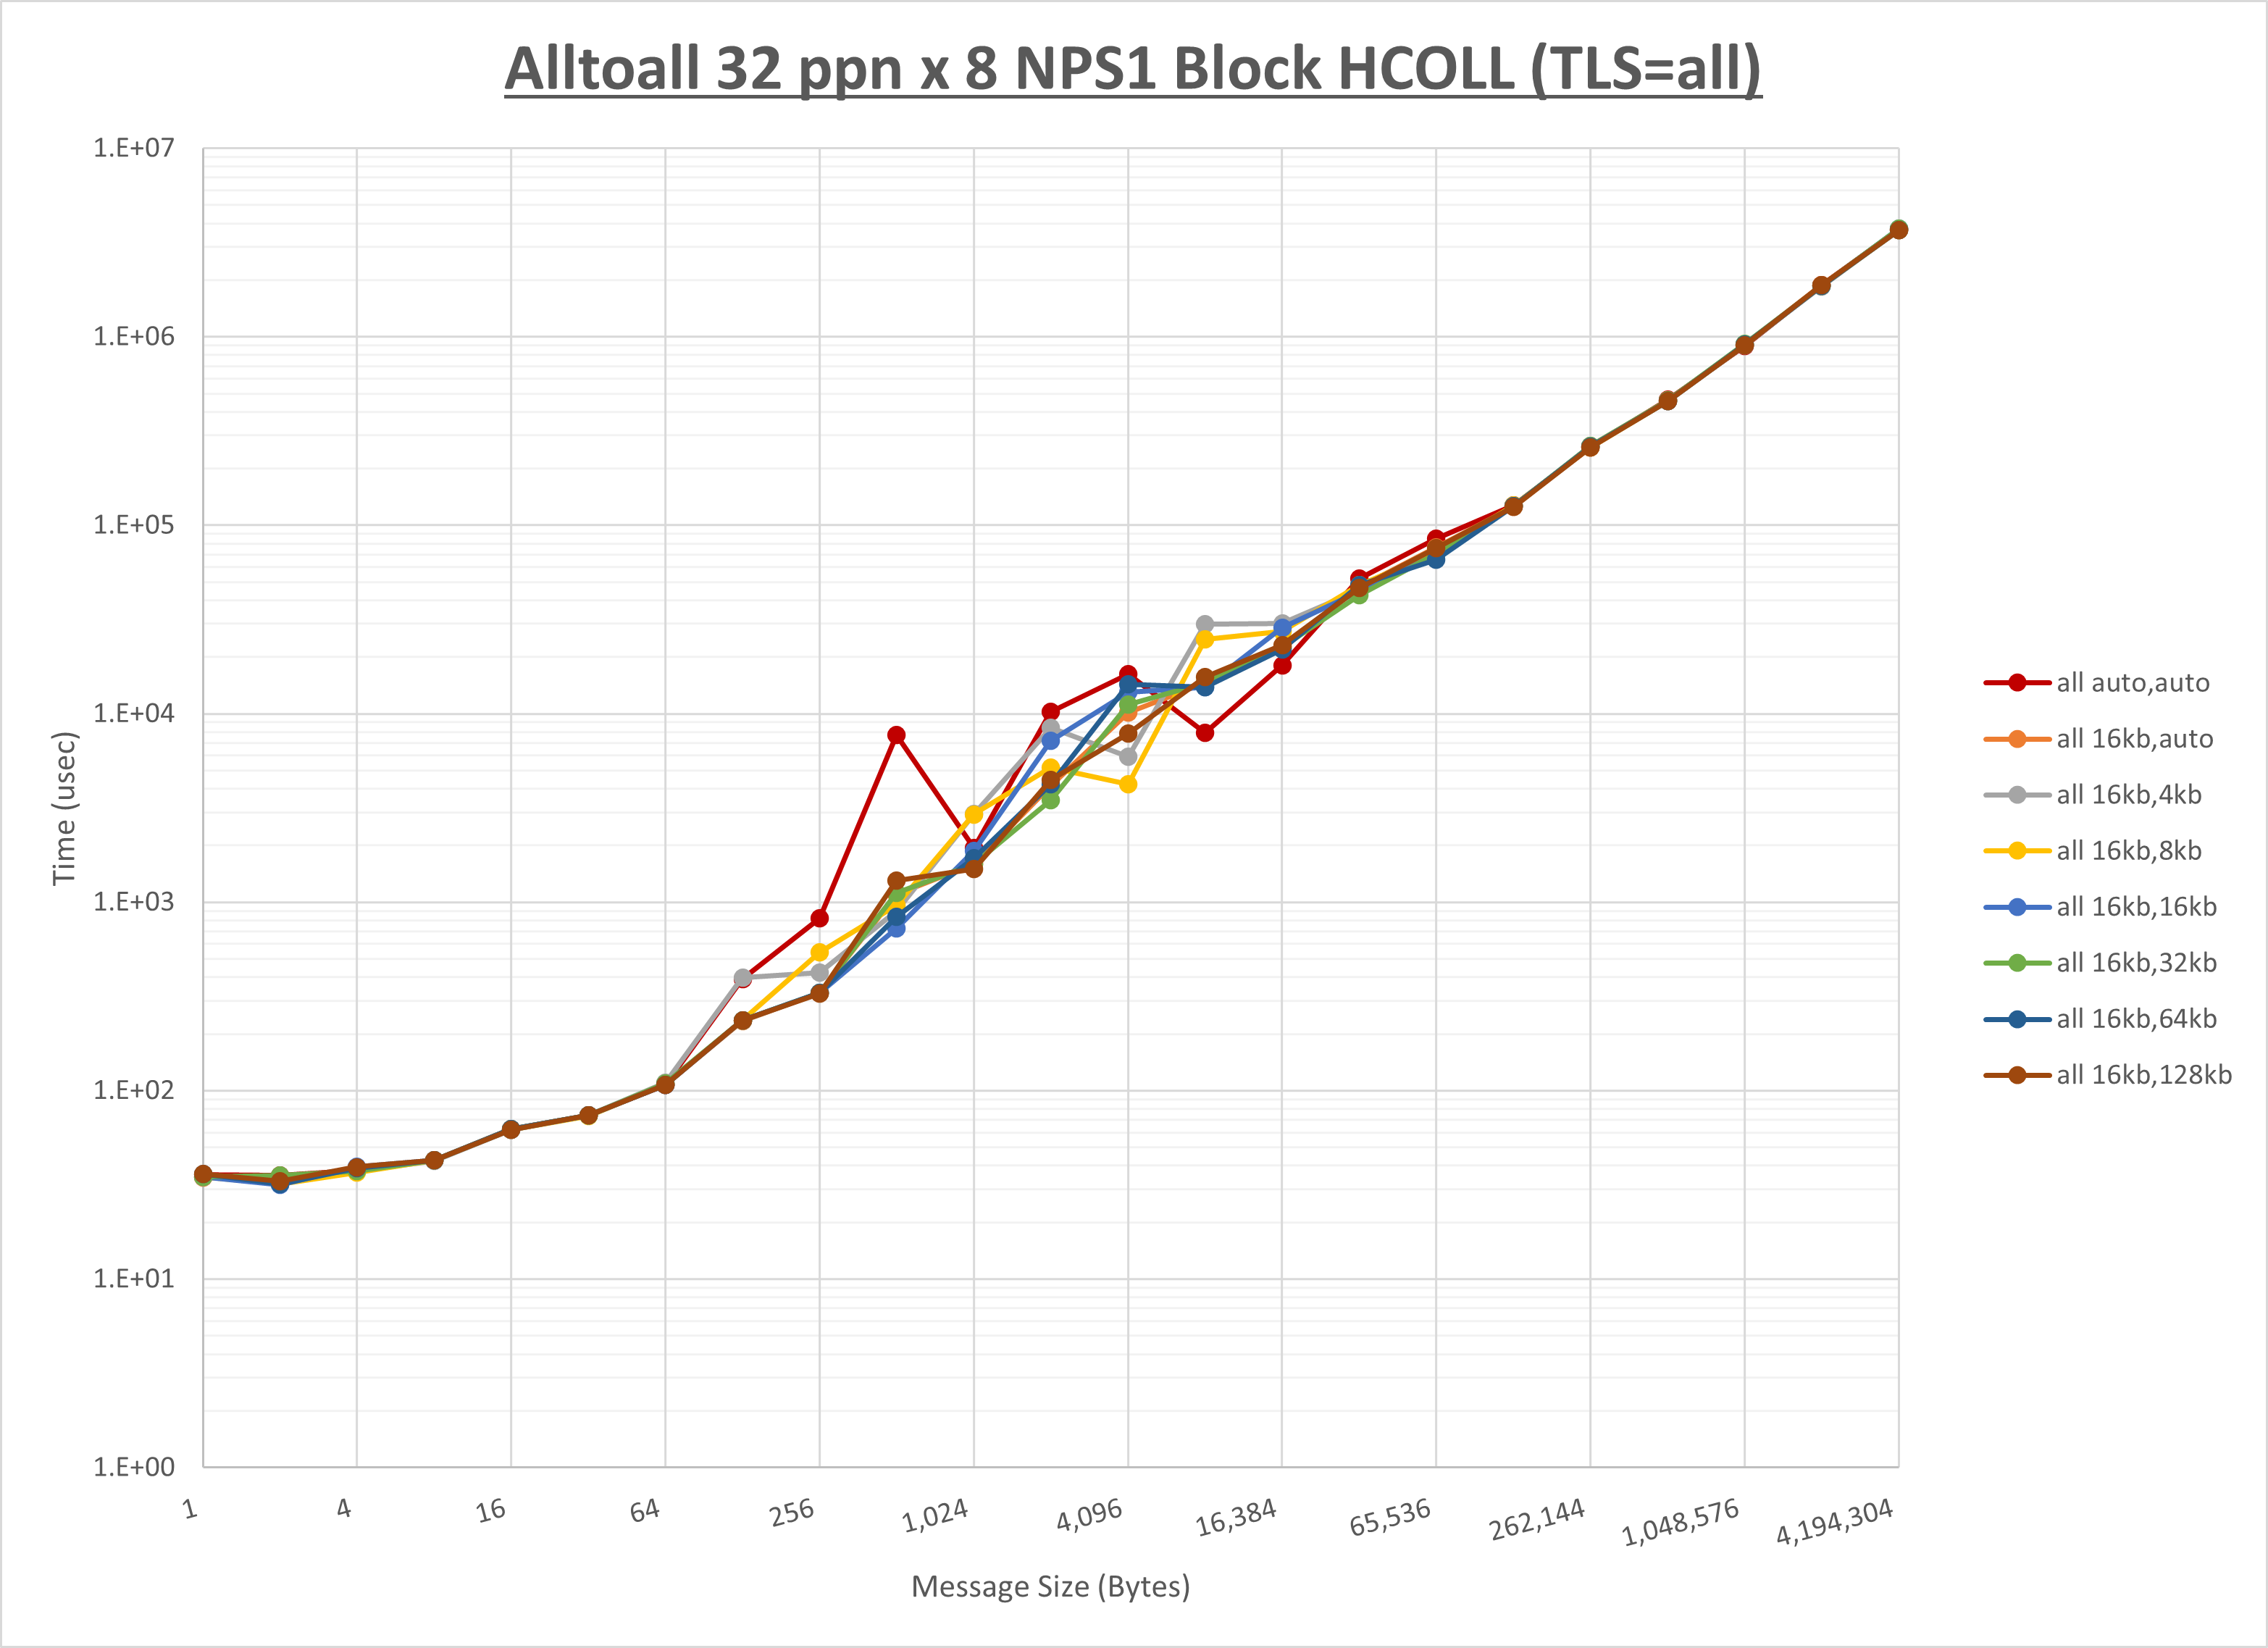 Alltoall 32 ppn x 8 NPS1 Block HCOLL (TLS=all)
1.E+07
1.E+06
1.E+05
1.E+04
1.E+03
1.E+02
1.E+01
1.E+00
Time (usec)
1 4 16 64 256 1,024 4,096 16,384 65,536 262,144 1,048,576 4,194,304
Message Size (Bytes)
all auto,auto
all 16kb,auto
all 16kb,4kb
all 16kb,8kb
all 16kb,16kb
all 16kb,32kb
all 16kb,64kb
all 16kb,128kb